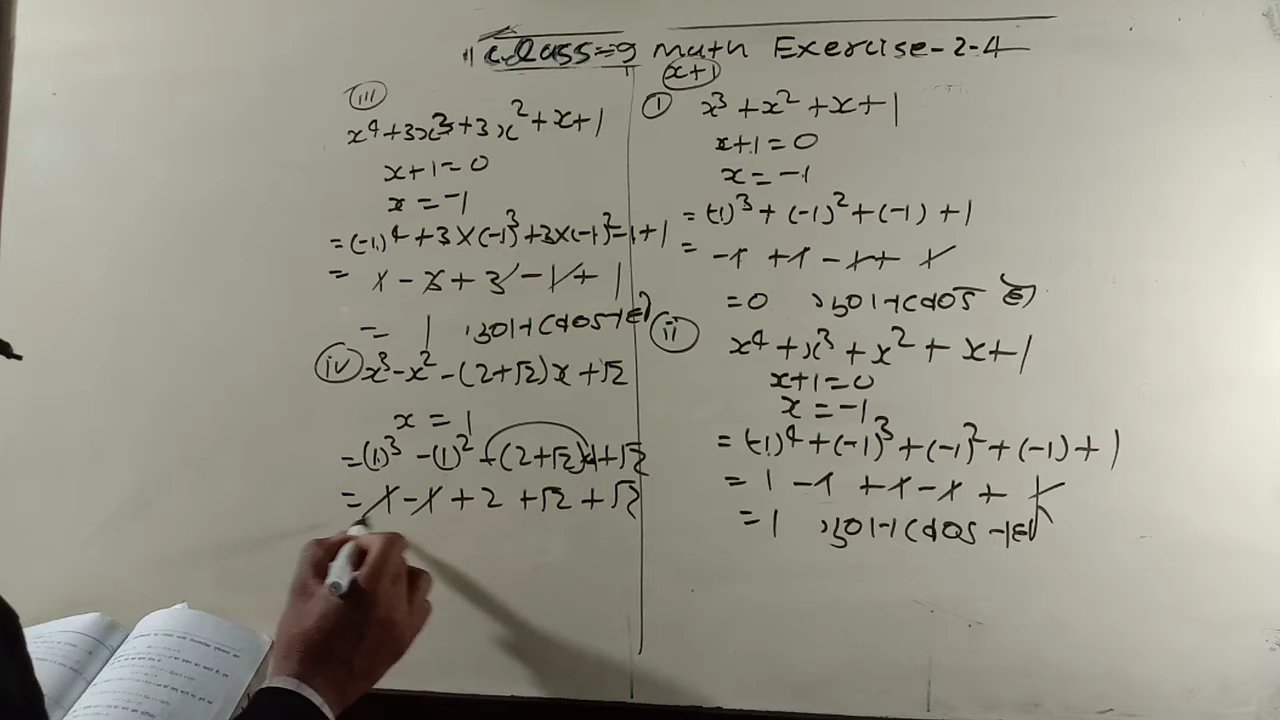 "Class=9 math Exercise-2-4
x+1
(i) x³+x²+x+1
x+1=0
x=-1
=(-1)³+(-1)²+(-1)+1
= -1 +1 -1 + 1
=0
(ii) x⁴+x³+x²+x+1
x+1=0
x=-1
=(-1)⁴+(-1)³+(-1)²+(-1)+1
= 1 -1 +1 -1 + 1
= 1
(iii)
x⁴+3x³+3x²+x+1
x+1=0
x=-1
=(-1)⁴+3×(-1)³+3×(-1)²-1+1
= 1 - 3 + 3 - 1 + 1
= 1
(iv) x³-x²-(2+√2)x+√2
x = 1
=(1)³-(1)²-(2+√2)×1+√2
= 1 - 1 + 2 + √2 + √2